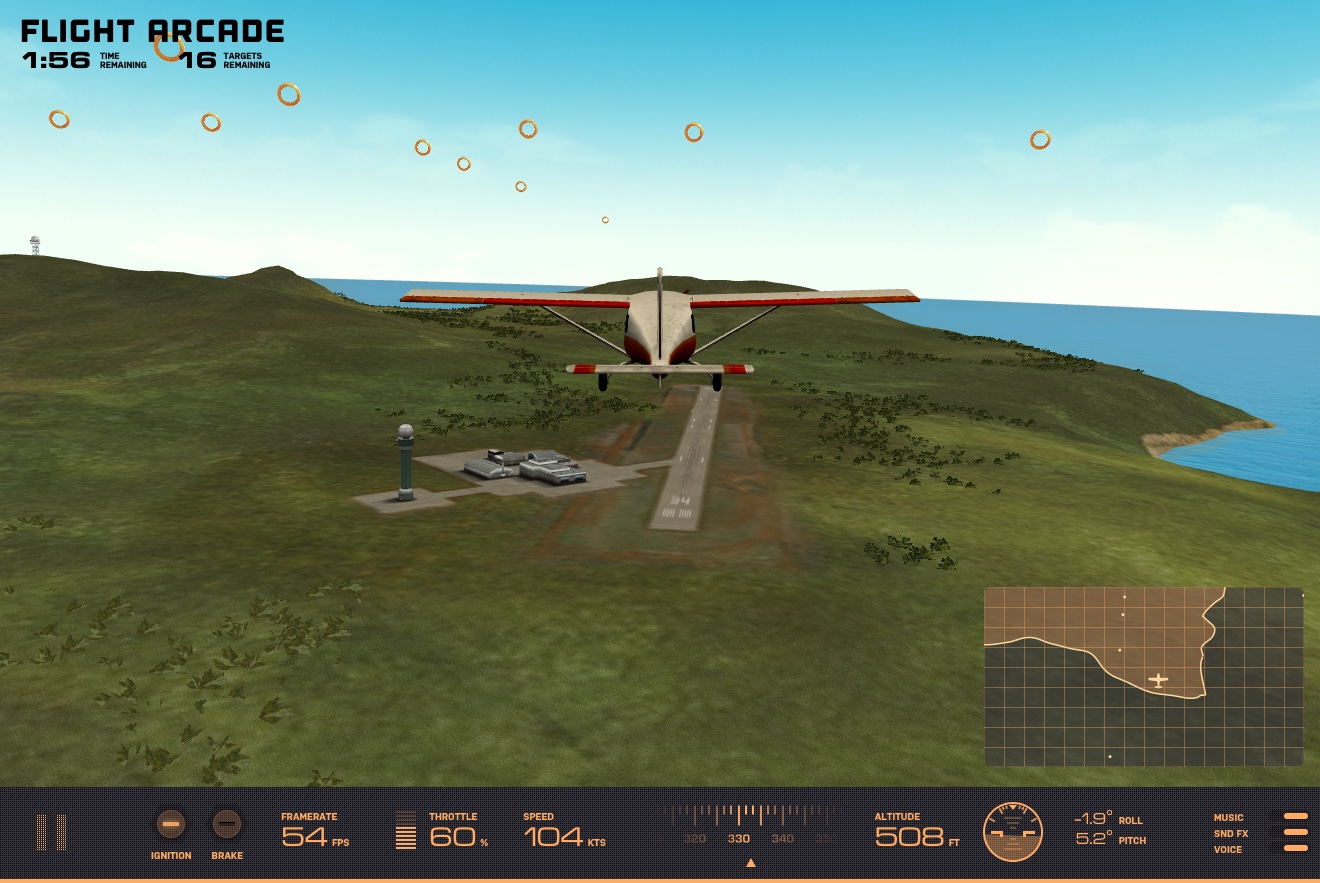 FLIGHT ARCADE
1:56 TIME REMAINING 16 TARGETS REMAINING
34
FRAMERATE
54 FPS
THROTTLE
60 %
SPEED
104 KTS
320 330 340
ALTITUDE
508 FT
-1.9° ROLL
5.2° PITCH
MUSIC
SND FX
VOICE
IGNITION BRAKE